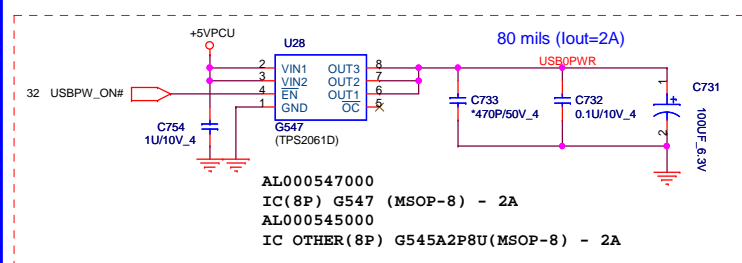 +5VPCU
U28
80 mils (Iout=2A)
USB0PWR
2 VIN1 OUT3 8
3 VIN2 OUT2 7
32 USBPW_ON# 4 EN OUT1 6
1 GND OC 5
G547
(TPS2061D)
C754
1U/10V_4
C733
*470P/50V_4
C732
0.1U/10V_4
C731
1
+
2
100UF_6.3V
AL000547000
IC(8P) G547 (MSOP-8) - 2A
AL000545000
IC OTHER(8P) G545A2P8U(MSOP-8) - 2A